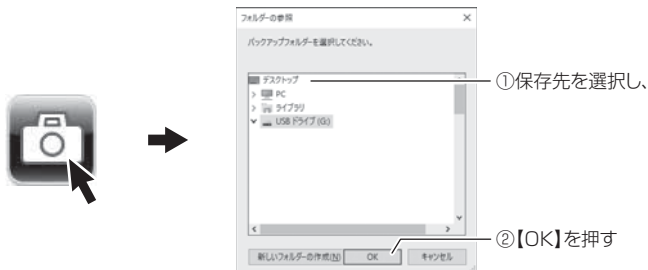 フォルダーの参照
バックアップフォルダーを選択してください。
デスクトップ
PC
ライブラリ
USB ドライブ (G:)
新しいフォルダーの作成(N)
OK
キャンセル
①保存先を選択し、
②【OK】を押す